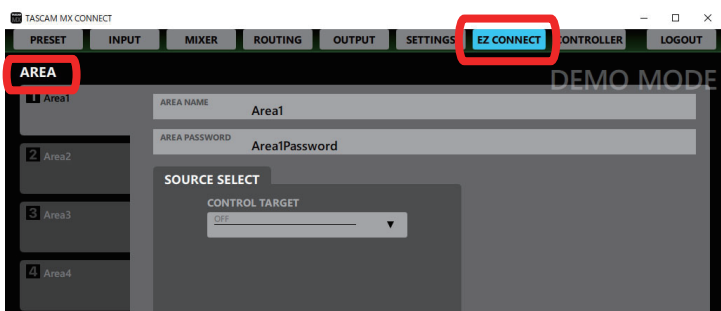 TASCAM MX CONNECT
PRESET INPUT MIXER ROUTING OUTPUT SETTINGS EZ CONNECT CONTROLLER LOGOUT
AREA
DEMO MODE
1 Area1
AREA NAME
Area1
AREA PASSWORD
Area1Password
2 Area2
SOURCE SELECT
CONTROL TARGET
OFF
3 Area3
4 Area4